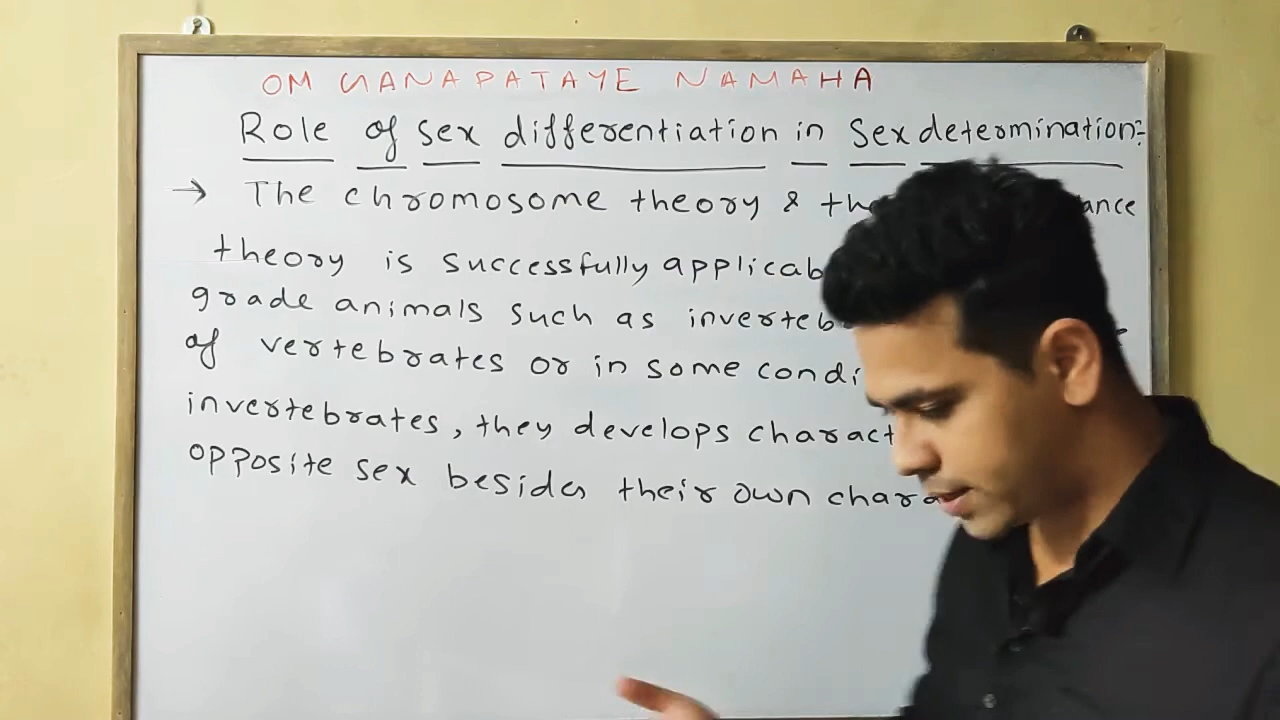 OM GANAPATAYE NAMAHA
Role of sex differentiation in Sex determination:-
→ The chromosome theory & the ance
theory is successfully applicab
grade animals such as inverteb
of vertebrates or in some condi
invertebrates, they develops charact
opposite sex besides their own chara